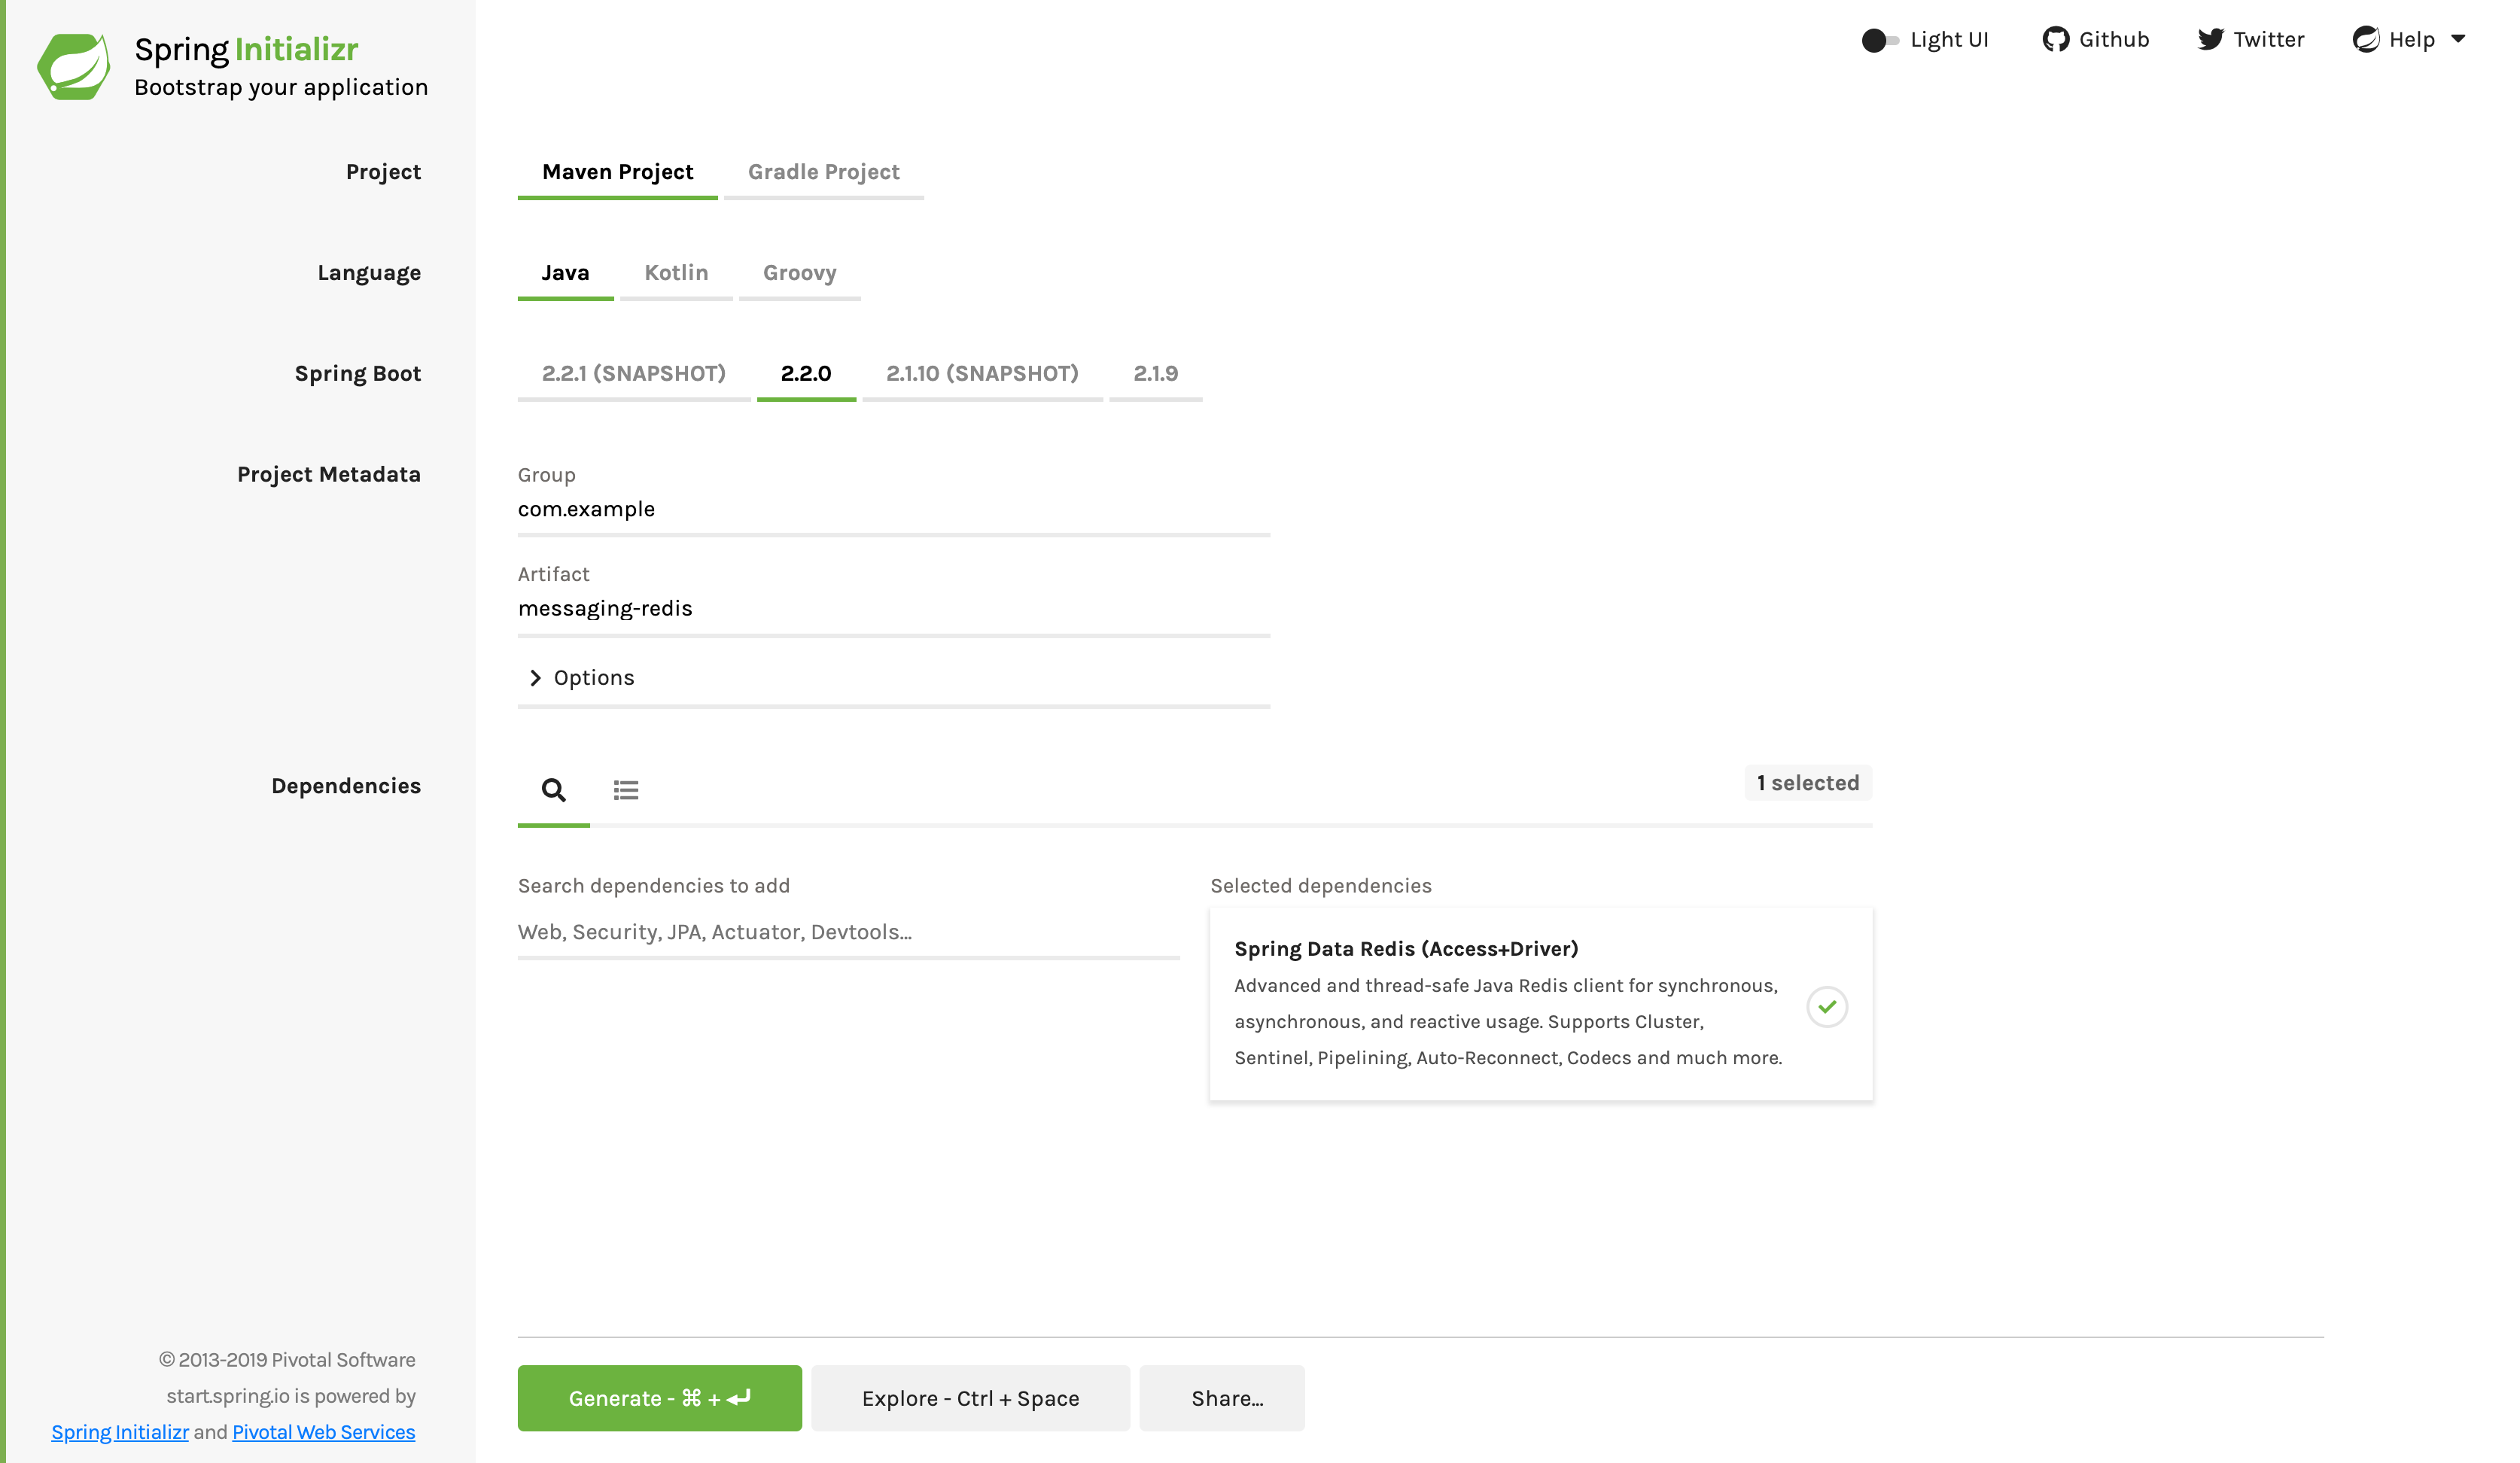 Spring Initializr
Bootstrap your application
Light UI
Github
Twitter
Help
Project
Maven Project
Gradle Project
Language
Java
Kotlin
Groovy
Spring Boot
2.2.1 (SNAPSHOT)
2.2.0
2.1.10 (SNAPSHOT)
2.1.9
Project Metadata
Group
com.example
Artifact
messaging-redis
Options
Dependencies
1 selected
Search dependencies to add
Web, Security, JPA, Actuator, Devtools...
Selected dependencies
Spring Data Redis (Access+Driver)
Advanced and thread-safe Java Redis client for synchronous,
asynchronous, and reactive usage. Supports Cluster,
Sentinel, Pipelining, Auto-Reconnect, Codecs and much more.
© 2013-2019 Pivotal Software
start.spring.io is powered by
Spring Initializr and Pivotal Web Services
Generate - ⌘ + ⏎
Explore - Ctrl + Space
Share...